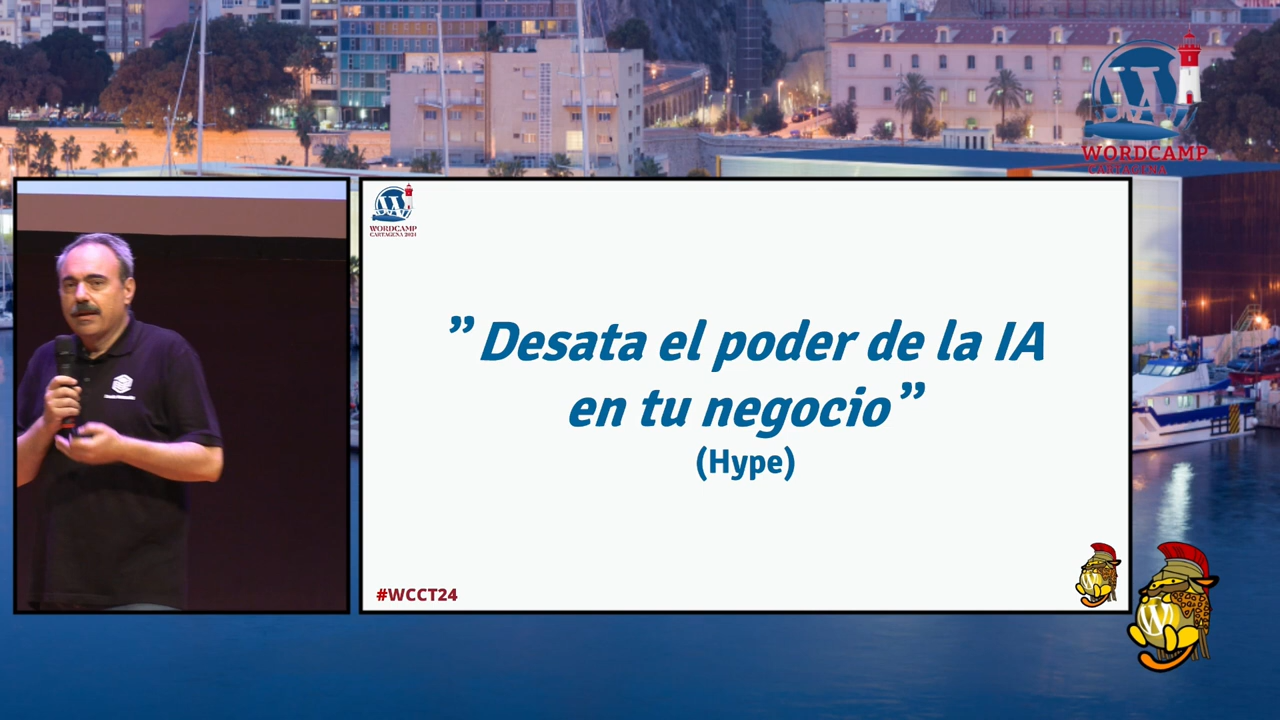 WORDCAMP
CARTAGENA
WORDCAMP
CARTAGENA 2024
” Desata el poder de la IA
en tu negocio”
(Hype)
#WCCT24